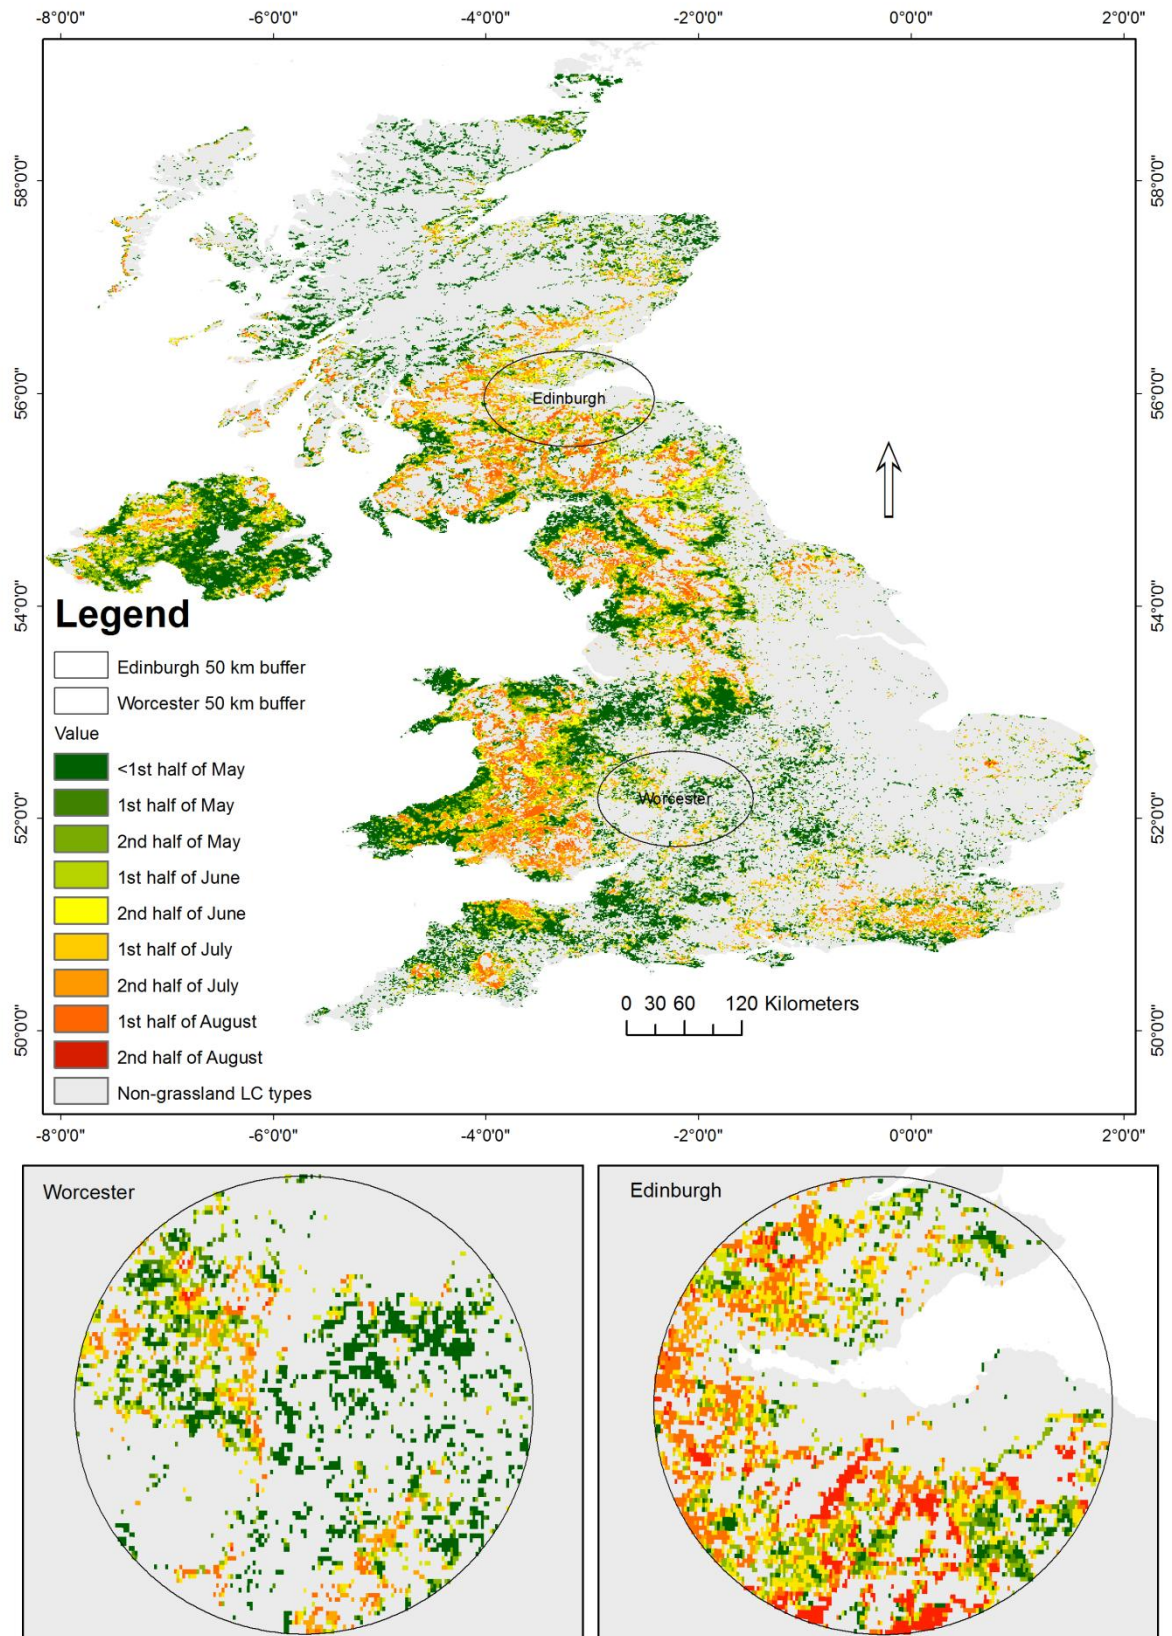 -8°0'0" -6°0'0" -4°0'0" -2°0'0" 0°0'0" 2°0'0"
58°0'0" 58°0'0"
56°0'0" 56°0'0"
Edinburgh
54°0'0" 54°0'0"
Legend
Edinburgh 50 km buffer
Worcester 50 km buffer
Value
<1st half of May
1st half of May
2nd half of May
1st half of June
2nd half of June
1st half of July
2nd half of July
1st half of August
2nd half of August
Non-grassland LC types
Worcester
52°0'0" 52°0'0"
0 30 60 120 Kilometers
50°0'0" 50°0'0"
-8°0'0" -6°0'0" -4°0'0" -2°0'0" 0°0'0" 2°0'0"
Worcester
Edinburgh